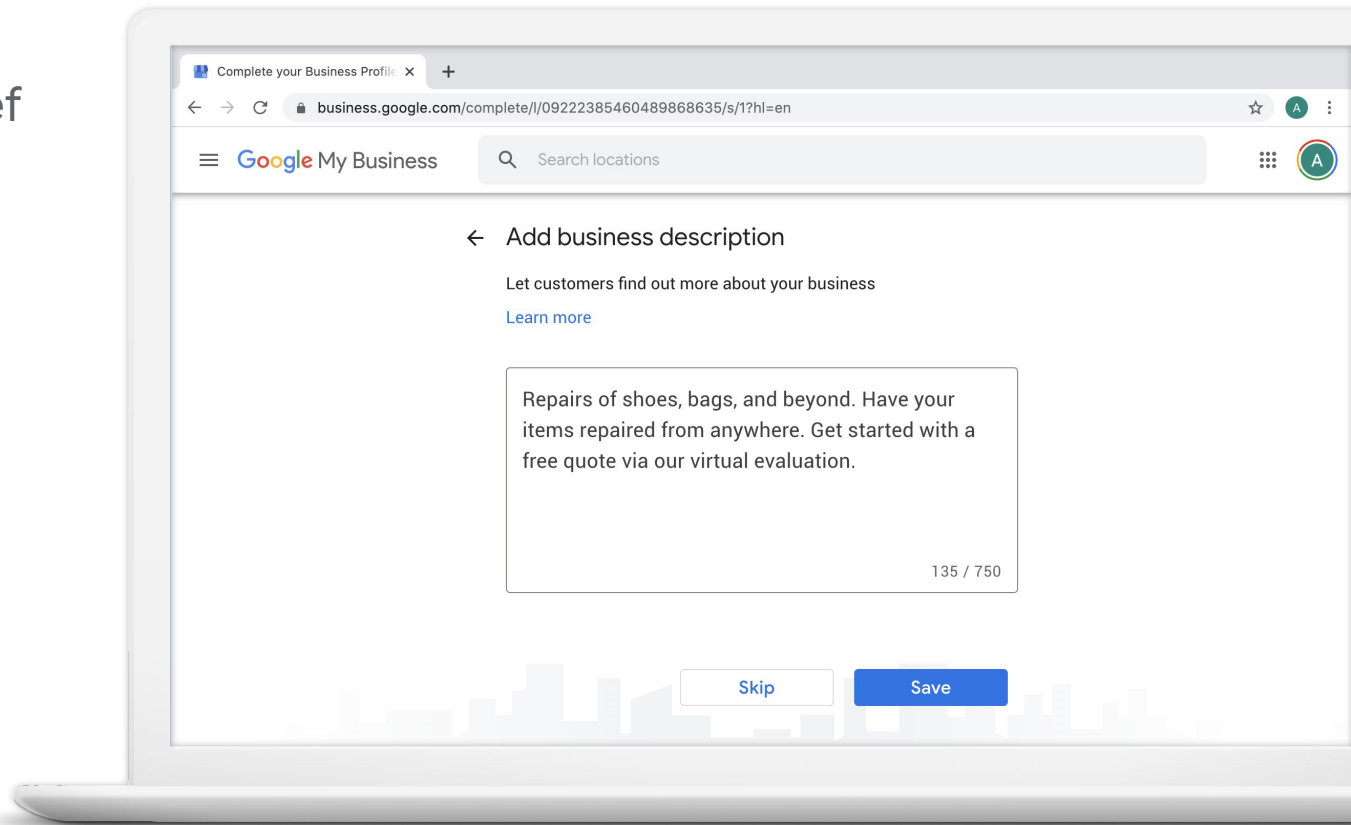 Complete your Business Profile
business.google.com/complete/l/09222385460489868635/s/1?hl=en
A
Google My Business
Search locations
A
Add business description
Let customers find out more about your business
Learn more
Repairs of shoes, bags, and beyond. Have your
items repaired from anywhere. Get started with a
free quote via our virtual evaluation.
135 / 750
Skip
Save